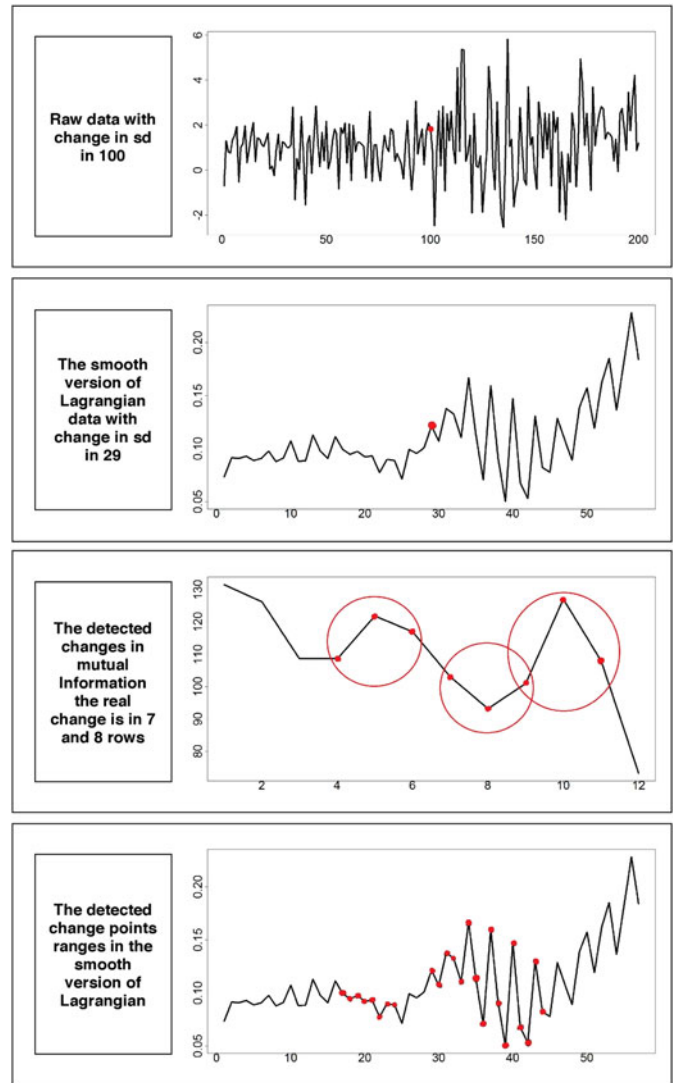 Raw data with
change in sd
in 100
6
4
2
0
-2
0 50 100 150 200
The smooth
version of
Lagrangian
data with
change in sd
in 29
0.20
0.15
0.10
0.05
0 10 20 30 40 50
The detected
changes in
mutual
Information
the real
change is in 7
and 8 rows
130
120
110
100
90
80
2 4 6 8 10 12
The detected
change points
ranges in the
smooth
version of
Lagrangian
0.20
0.15
0.10
0.05
0 10 20 30 40 50